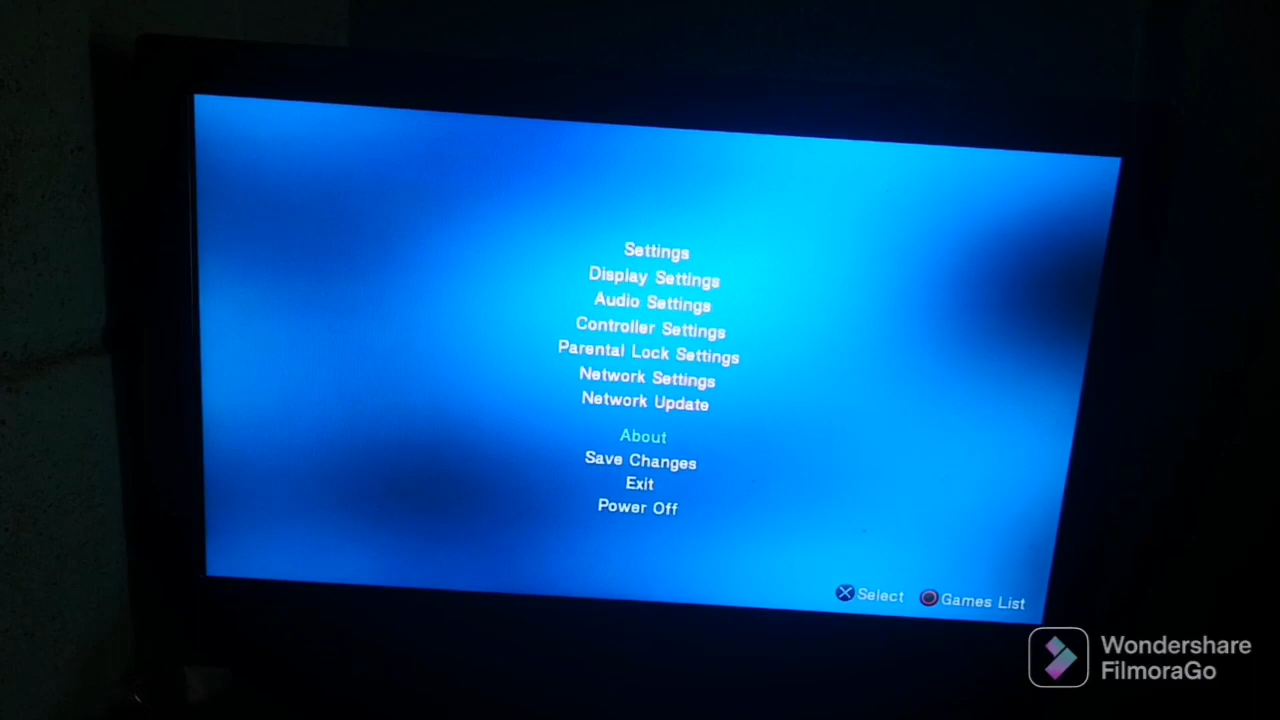 Settings
Display Settings
Audio Settings
Controller Settings
Parental Lock Settings
Network Settings
Network Update
About
Save Changes
Exit
Power Off
Select Games List
Wondershare
FilmoraGo